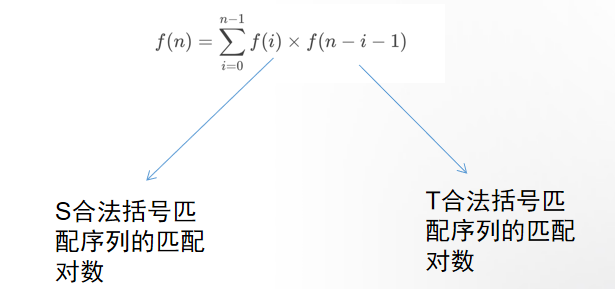 f(n) = \sum_{i=0}^{n-1} f(i) × f(n − i − 1)
S合法括号匹
配序列的匹配
对数
T合法括号匹
配序列的匹配
对数